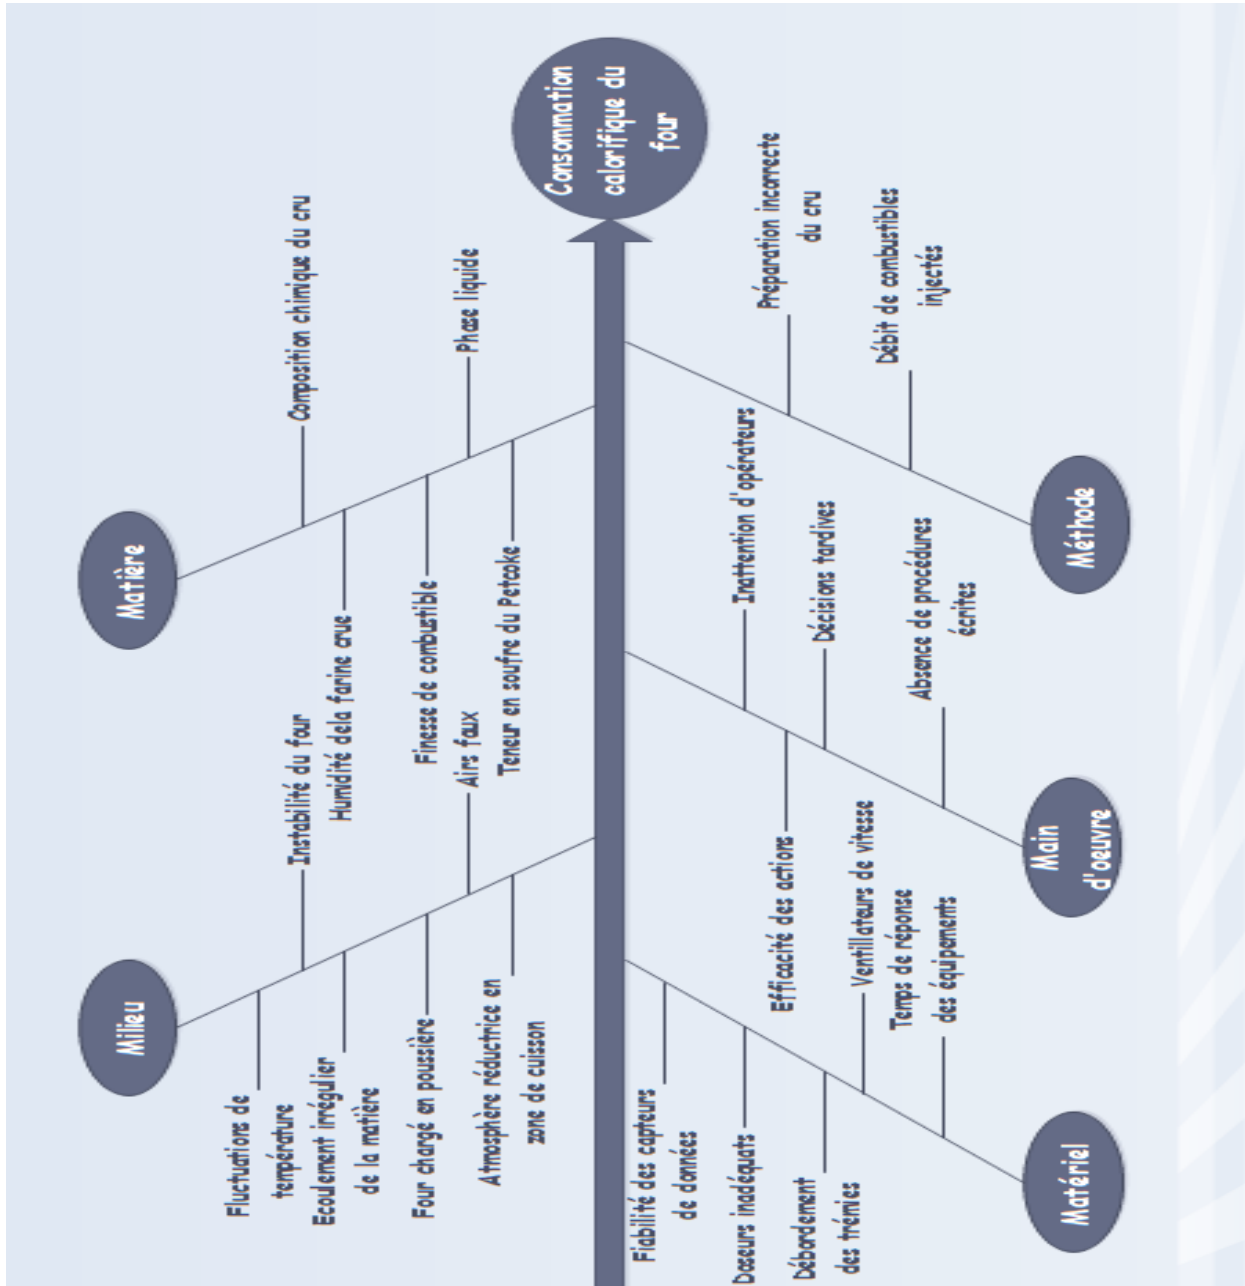 Milieu
Fluctuations de
température
Instabilité du four
Ecoulement irrégulier
de la matière
Four chargé en poussière
Airs faux
Atmosphère réductrice en
zone de cuisson
Matière
Composition chimique du cru
Humidité dela farine crue
Finesse de combustible
Phase liquide
Teneur en soufre du Petcoke
Consommation
calorifique du
four
Fiabilité des capteurs
de données
Doseurs inadéquats
Débordement
des trémies
Ventillateurs de vitesse
Temps de réponse
des équipements
Matériel
Inattention d'opérateurs
Efficacité des actions
Décisions tardives
Absence de procédures
écrites
Main
d'oeuvre
Préparation incorrecte
du cru
Débit de combustibles
injectés
Méthode